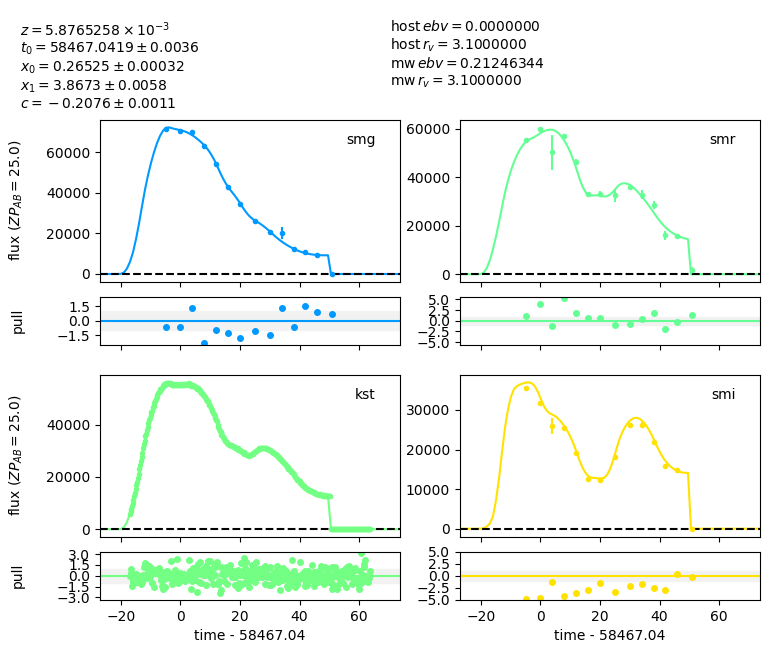 z = 5.8765258 × 10⁻³
t₀ = 58467.0419 ± 0.0036
x₀ = 0.26525 ± 0.00032
x₁ = 3.8673 ± 0.0058
c = −0.2076 ± 0.0011
host ebv = 0.0000000
host r_v = 3.1000000
mw ebv = 0.21246344
mw r_v = 3.1000000
flux (ZP_AB = 25.0)
60000
40000
20000
0
smg
60000
40000
20000
0
smr
pull
1.5
0.0
−1.5
5.0
2.5
0.0
−2.5
−5.0
flux (ZP_AB = 25.0)
40000
20000
0
kst
30000
20000
10000
0
smi
pull
3.0
1.5
0.0
−1.5
−3.0
−20
0
20
40
60
time - 58467.04
5.0
2.5
0.0
−2.5
−5.0
−20
0
20
40
60
time - 58467.04